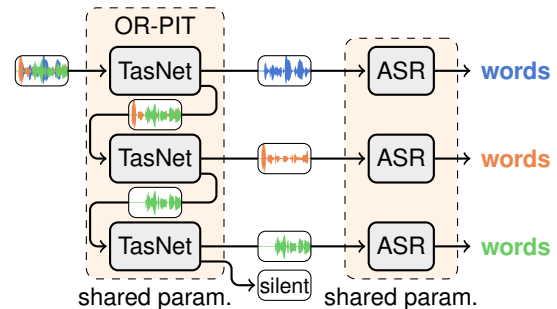 OR-PIT
TasNet
ASR
words
TasNet
ASR
words
TasNet
ASR
words
silent
shared param.
shared param.